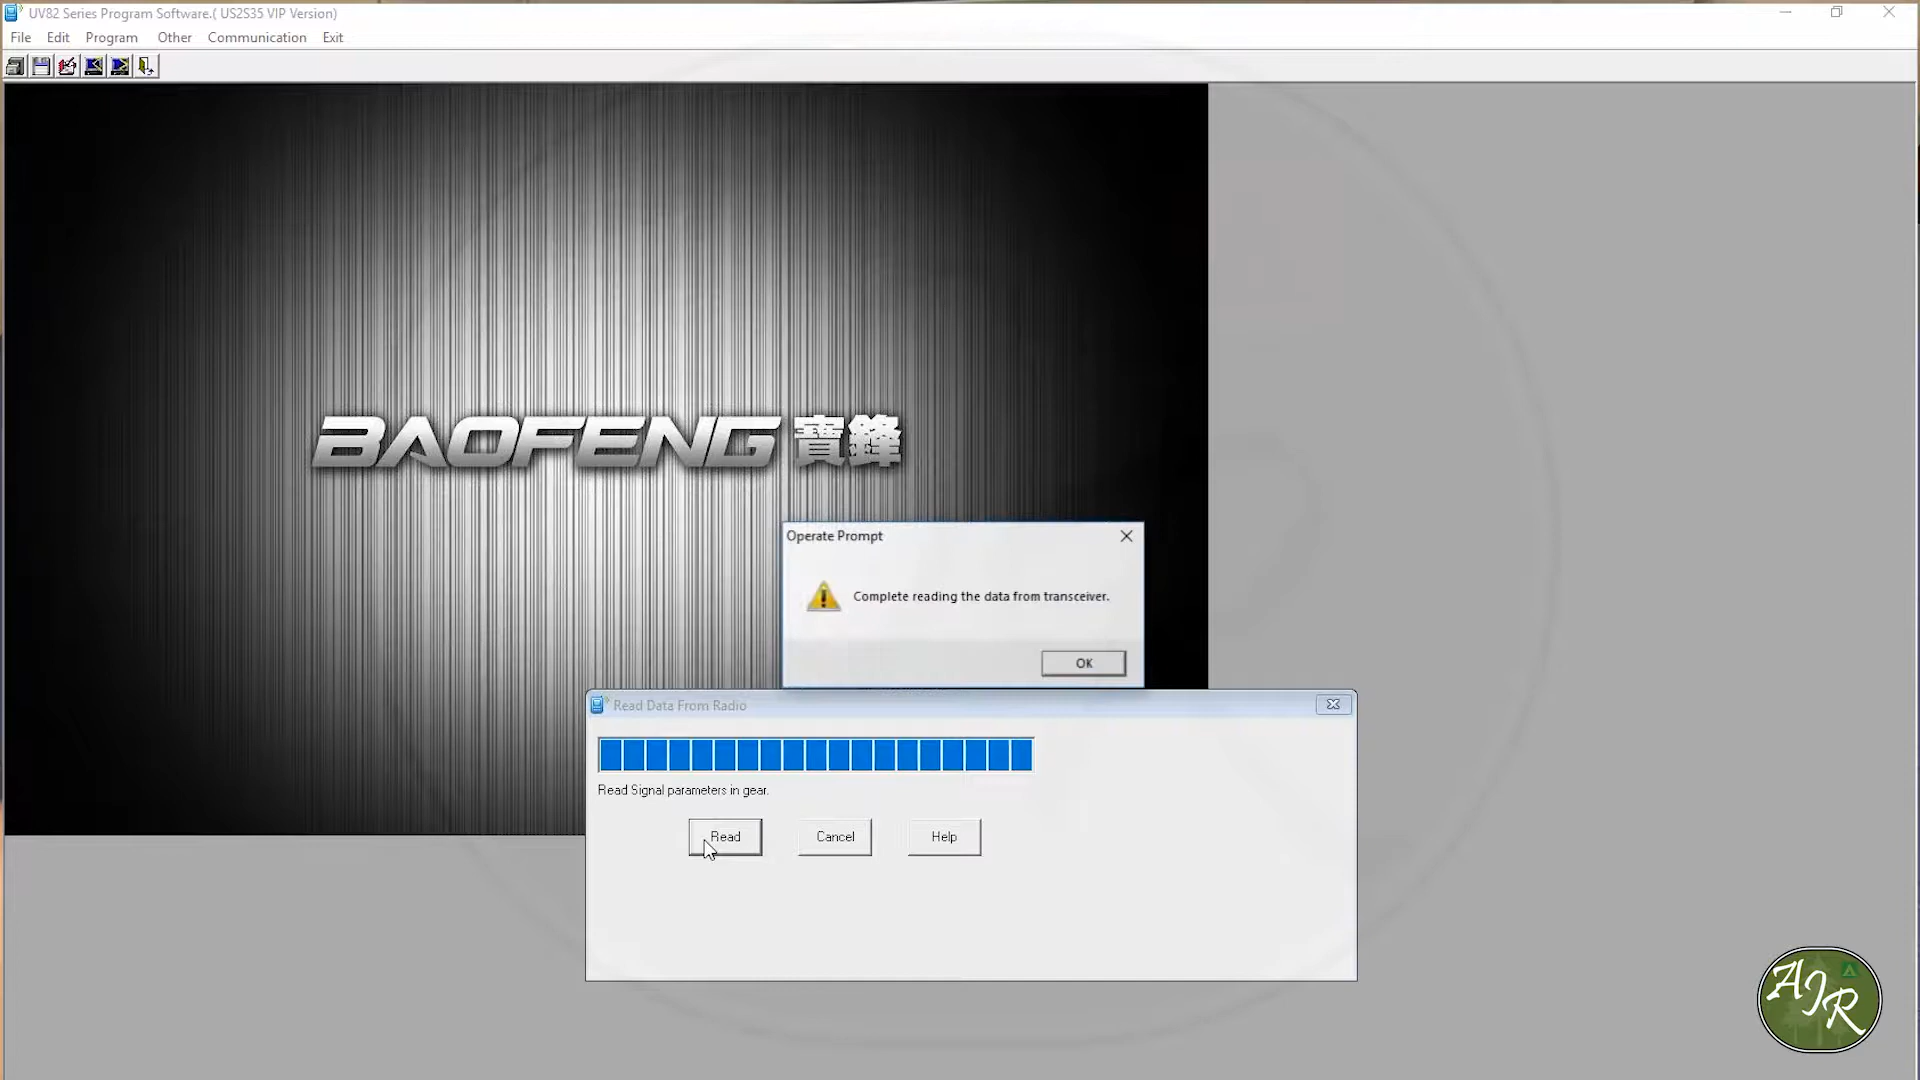 UV82 Series Program Software.( US2S35 VIP Version)
File Edit Program Other Communication Exit
BAOFENG 寶鋒
Operate Prompt
Complete reading the data from transceiver.
OK
Read Data From Radio
Read Signal parameters in gear.
Read Cancel Help
AJR